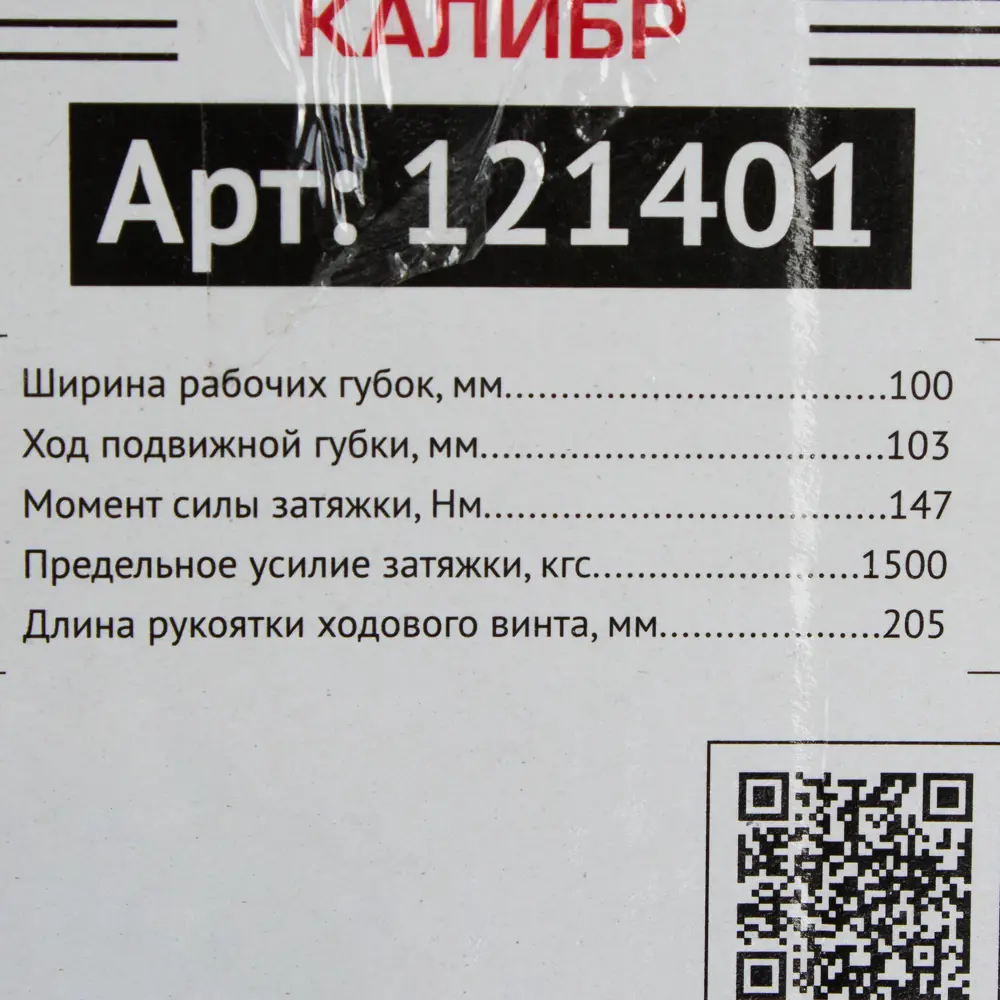 КАЛИБР
Арт: 121401
Ширина рабочих губок, мм................................100
Ход подвижной губки, мм..................................103
Момент силы затяжки, Нм..................................147
Предельное усилие затяжки, кгс......................1500
Длина рукоятки ходового винта, мм...................205